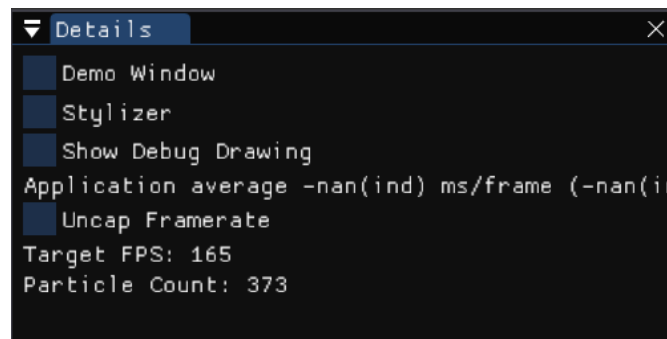 Details
Demo Window
Stylizer
Show Debug Drawing
Application average -nan(ind) ms/frame (-nan(i
Uncap Framerate
Target FPS: 165
Particle Count: 373